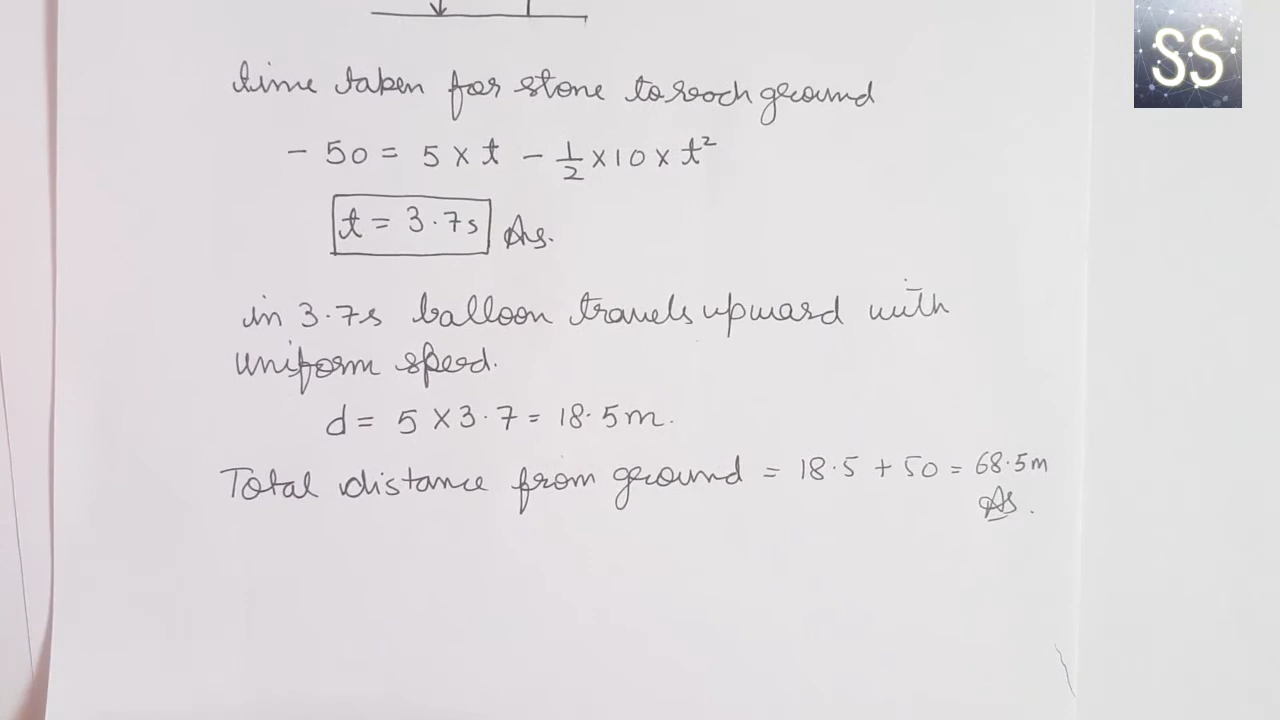 SS
time taken for stone to reach ground
- 50 = 5 × t - 1/2 × 10 × t²
t = 3.7s Ans.
in 3.7s balloon travels upward with
uniform speed.
d = 5 × 3.7 = 18.5m.
Total distance from ground = 18.5 + 50 = 68.5m
Ans.